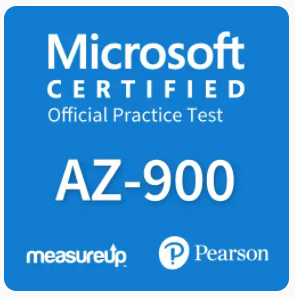 Microsoft
CERTIFIED
Official Practice Test
AZ-900
measureup
Pearson